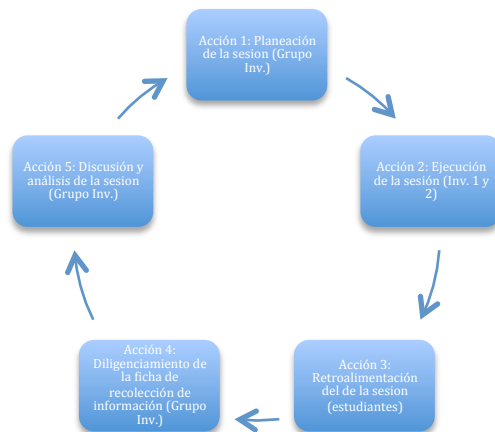 Acción 1: Planeación
de la sesion (Grupo
Inv.)
Acción 2: Ejecución
de la sesión (Inv. 1 y
2)
Acción 3:
Retroalimentación
del de la sesion
(estudiantes)
Acción 4:
Diligenciamiento de
la ficha de
recolección de
información (Grupo
Inv.)
Acción 5: Discusión y
análisis de la sesion
(Grupo Inv.)